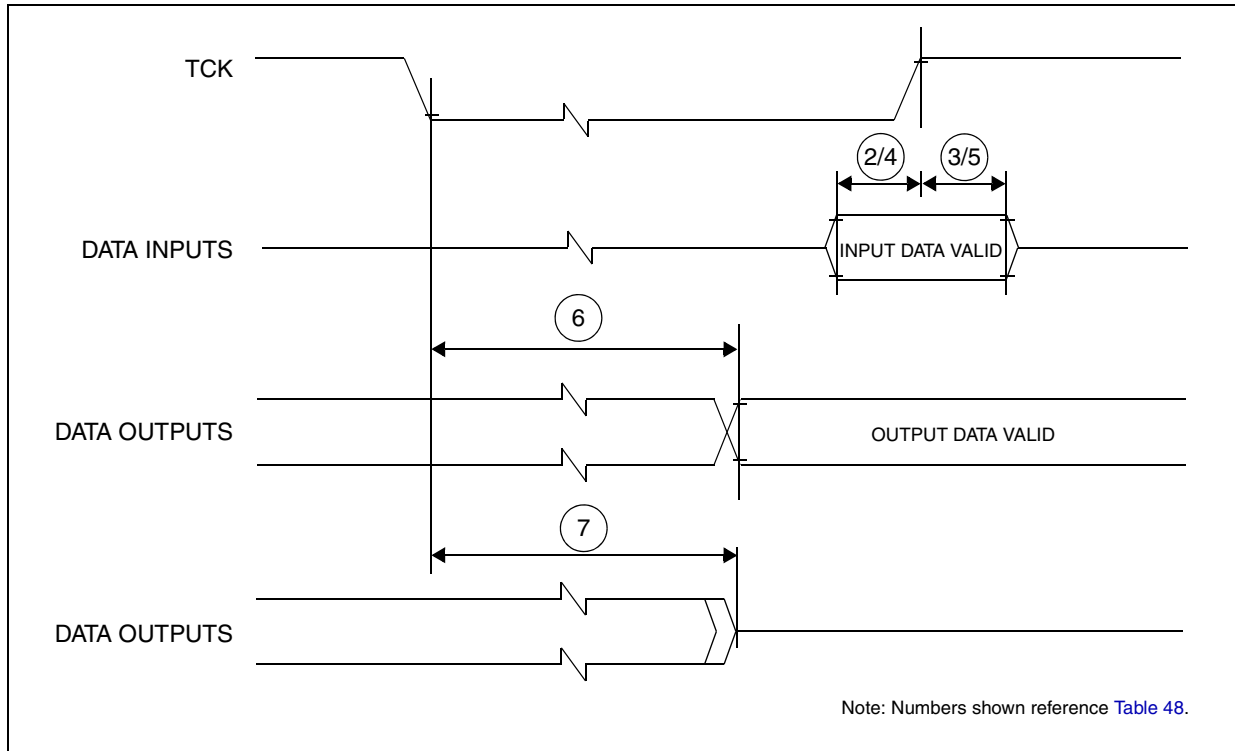 TCK
2/4 3/5
DATA INPUTS
INPUT DATA VALID
6
DATA OUTPUTS
OUTPUT DATA VALID
7
DATA OUTPUTS
Note: Numbers shown reference Table 48.